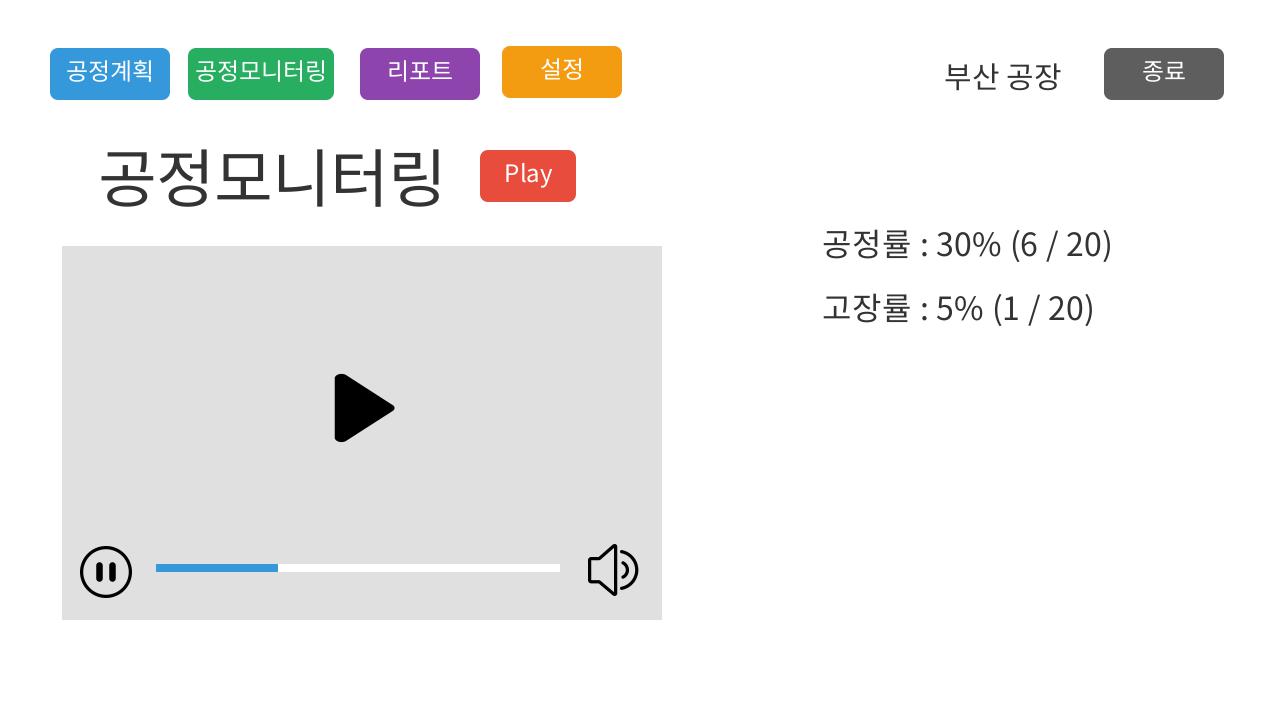 공정계획
공정모니터링
리포트
설정
부산 공장
종료
공정모니터링
Play
공정률 : 30% (6 / 20)
고장률 : 5% (1 / 20)